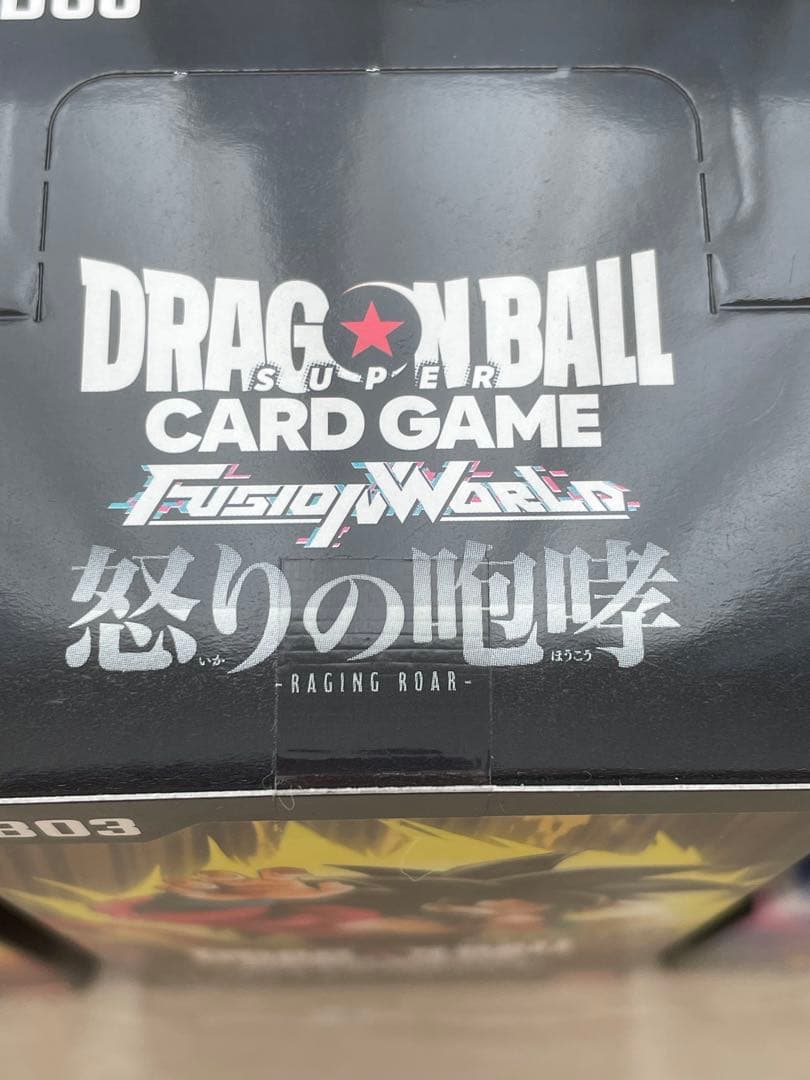 DRAGON BALL
SUPER
CARD GAME
FUSION WORLD
怒りの咆哮
いか ほうこう
-RAGING ROAR-
B03